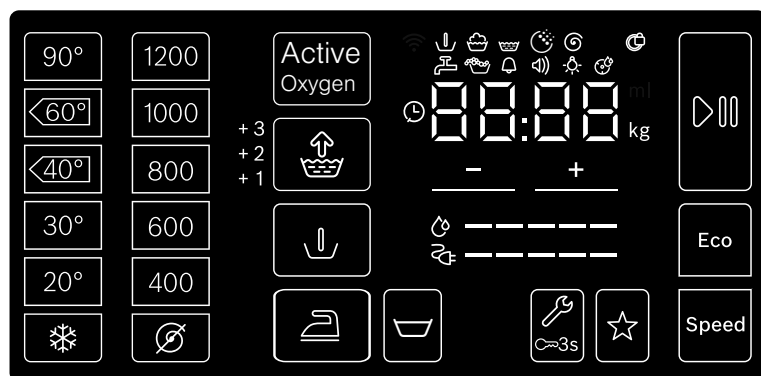 90°
60°
40°
30°
20°
1200
1000
800
600
400
Active
Oxygen
+ 3
+ 2
+ 1
88:88
ml
kg
- +
3s
Eco
Speed